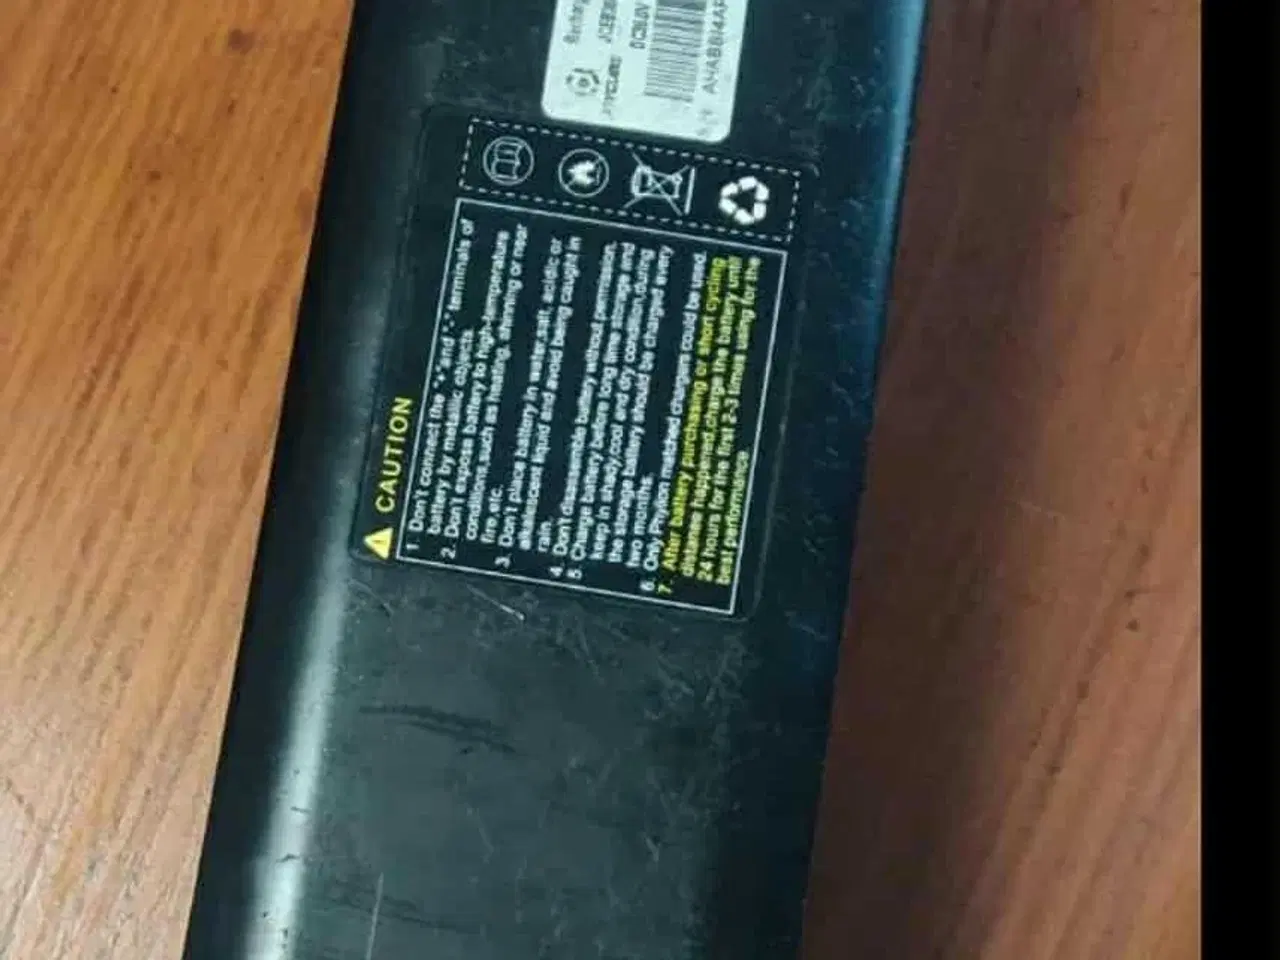 CAUTION
1. Don't connect the "+" and "-" terminals of
battery by metallic objects.
2. Don't expose battery to high-temperature
conditions,such as heating, shinning or near
fire,etc.
3. Don't place battery in water,salt, acidic or
alkalescent liquid and avoid being caught in
rain.
4. Don't disassemble battery without permission.
5. Charge battery before long time storage and
keep in shady,cool and dry condition,during
the storage battery should be charged every
two months.
6. Only Phylion matched chargers could be used.
7. After battery purchasing or short cycling
distance happened,charge the battery until
24 hours for the first 2-3 times using for the
best performance.